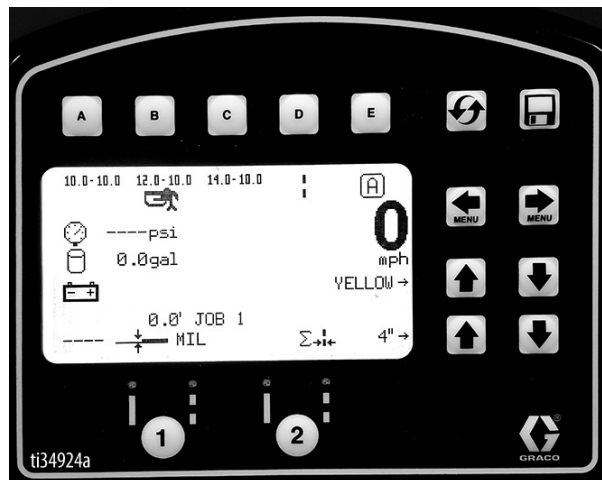 A B C D E
10.0-10.0 12.0-10.0 14.0-10.0 A
----psi 0
0.0gal mph
YELLOW→
0.0' JOB 1
---- MIL Σ 4"→
MENU MENU
1 2
ti34924a
GRACO